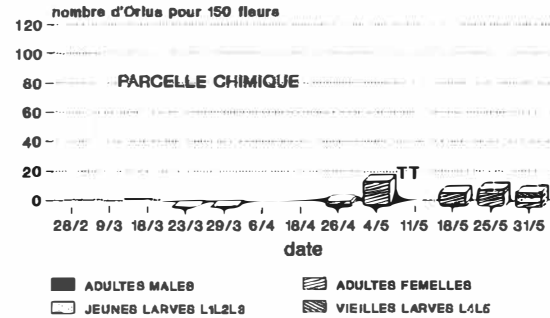 nombre d'Orius pour 150 fleurs
120
100
80
PARCELLE CHIMIQUE
60
40
20
TT
0
28/2 9/3 18/3 23/3 29/3 6/4 18/4 26/4 4/5 11/5 18/5 25/5 31/5
date
ADULTES MALES
ADULTES FEMELLES
JEUNES LARVES L1L2L3
VIEILLES LARVES L4L5